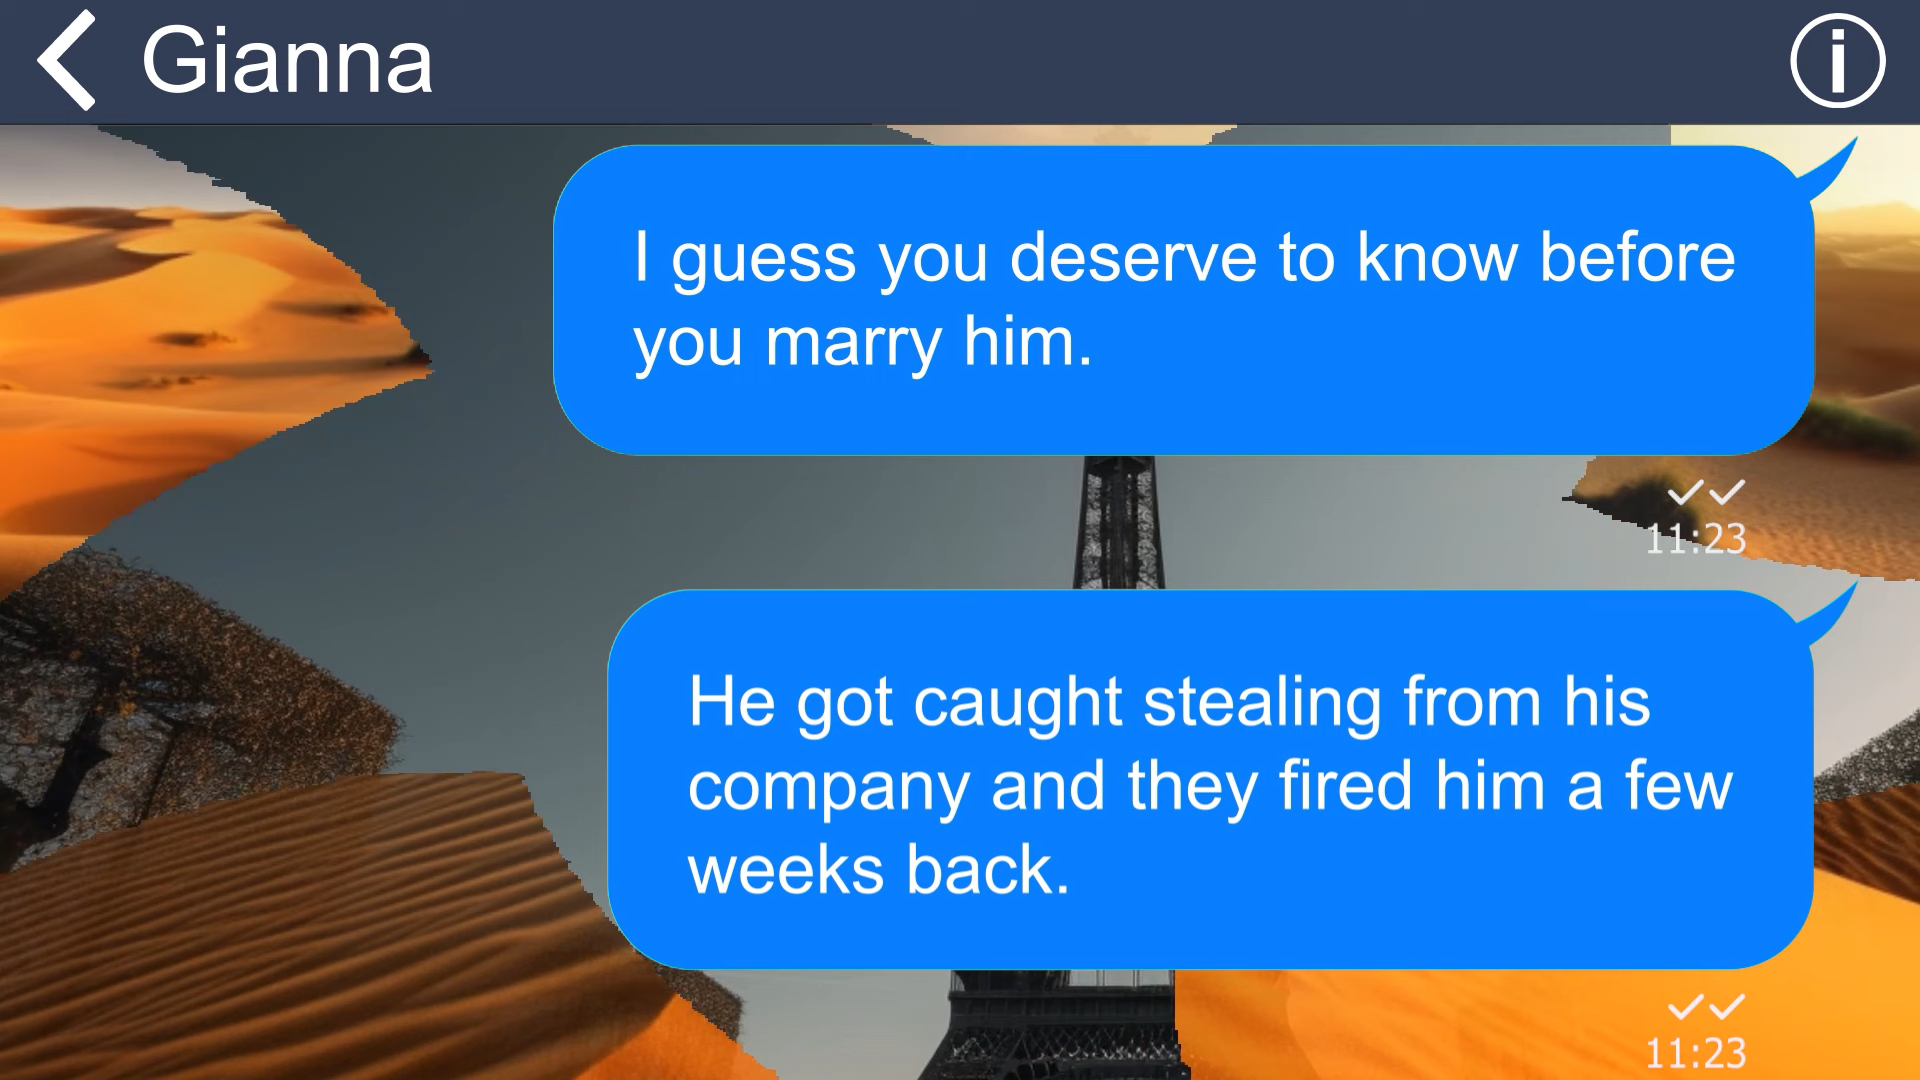 Gianna
I guess you deserve to know before
you marry him.
11:23
He got caught stealing from his
company and they fired him a few
weeks back.
11:23